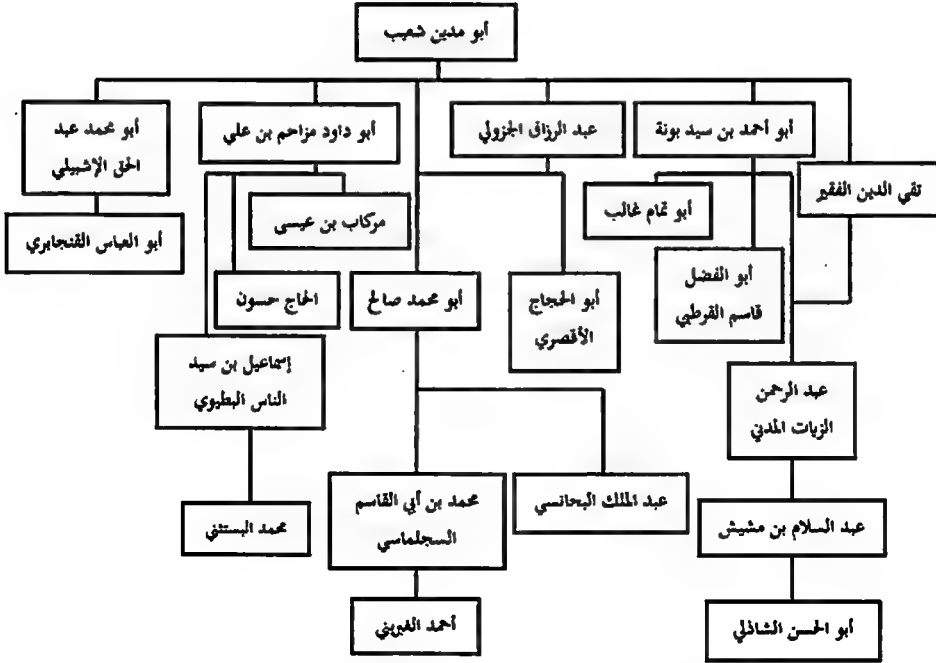 أبو مدين شعيب
أبو أحمد بن سيد بونة
عبد الرزاق الجزولي
أبو داود مزاحم بن علي
أبو محمد عبد
الحق الإشبيلي
تقي الدين الفقير
أبو تمام غالب
مركاب بن عيسى
أبو العباس القنجايري
أبو الفضل
قاسم القرطبي
أبو الحجاج
الأقصري
أبو محمد صالح
الحاج حسون
إسماعيل بن سيد
الناس البطيوي
عبد الرحمن
الزيات المدني
عبد الملك البحانسي
محمد بن أبي القاسم
السجلماسي
محمد البستثني
عبد السلام بن مشيش
أحمد الغبريني
أبو الحسن الشاذلي